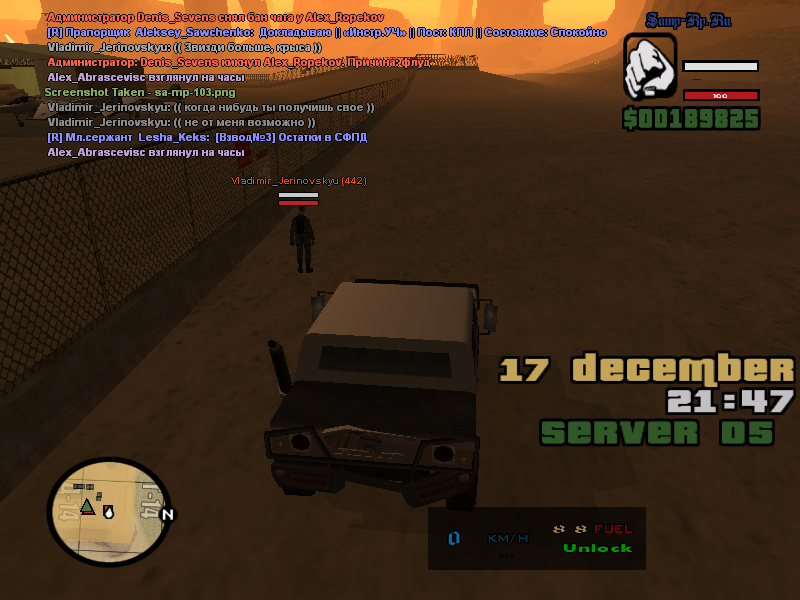 Администратор Denis_Sevens снял бан чата у Alex_Ropekov
[R] Прапорщик Aleksey_Sawchenko: Докладываю || «Инстр.УЧ» || Пост: КПП || Состояние: Спокойно
Vladimir_Jerinovskyu: (( Звизди больше, крыса ))
Администратор: Denis_Sevens кикнул Alex_Ropekov. Причина: флуд
Alex_Abrascevisc взглянул на часы
Screenshot Taken - sa-mp-103.png
Vladimir_Jerinovskyu: (( когда нибудь ты получишь свое ))
Vladimir_Jerinovskyu: (( не от меня возможно ))
[R] Мл.сержант Lesha_Keks: [Взвод№3] Остатки в СФПД
Alex_Abrascevisc взглянул на часы
Samp-Rp.Ru
100
$00189825
Vladimir_Jerinovskyu (442)
17 december
21:47
SERVER 05
N
0 KM/H 88 FUEL
Unlock